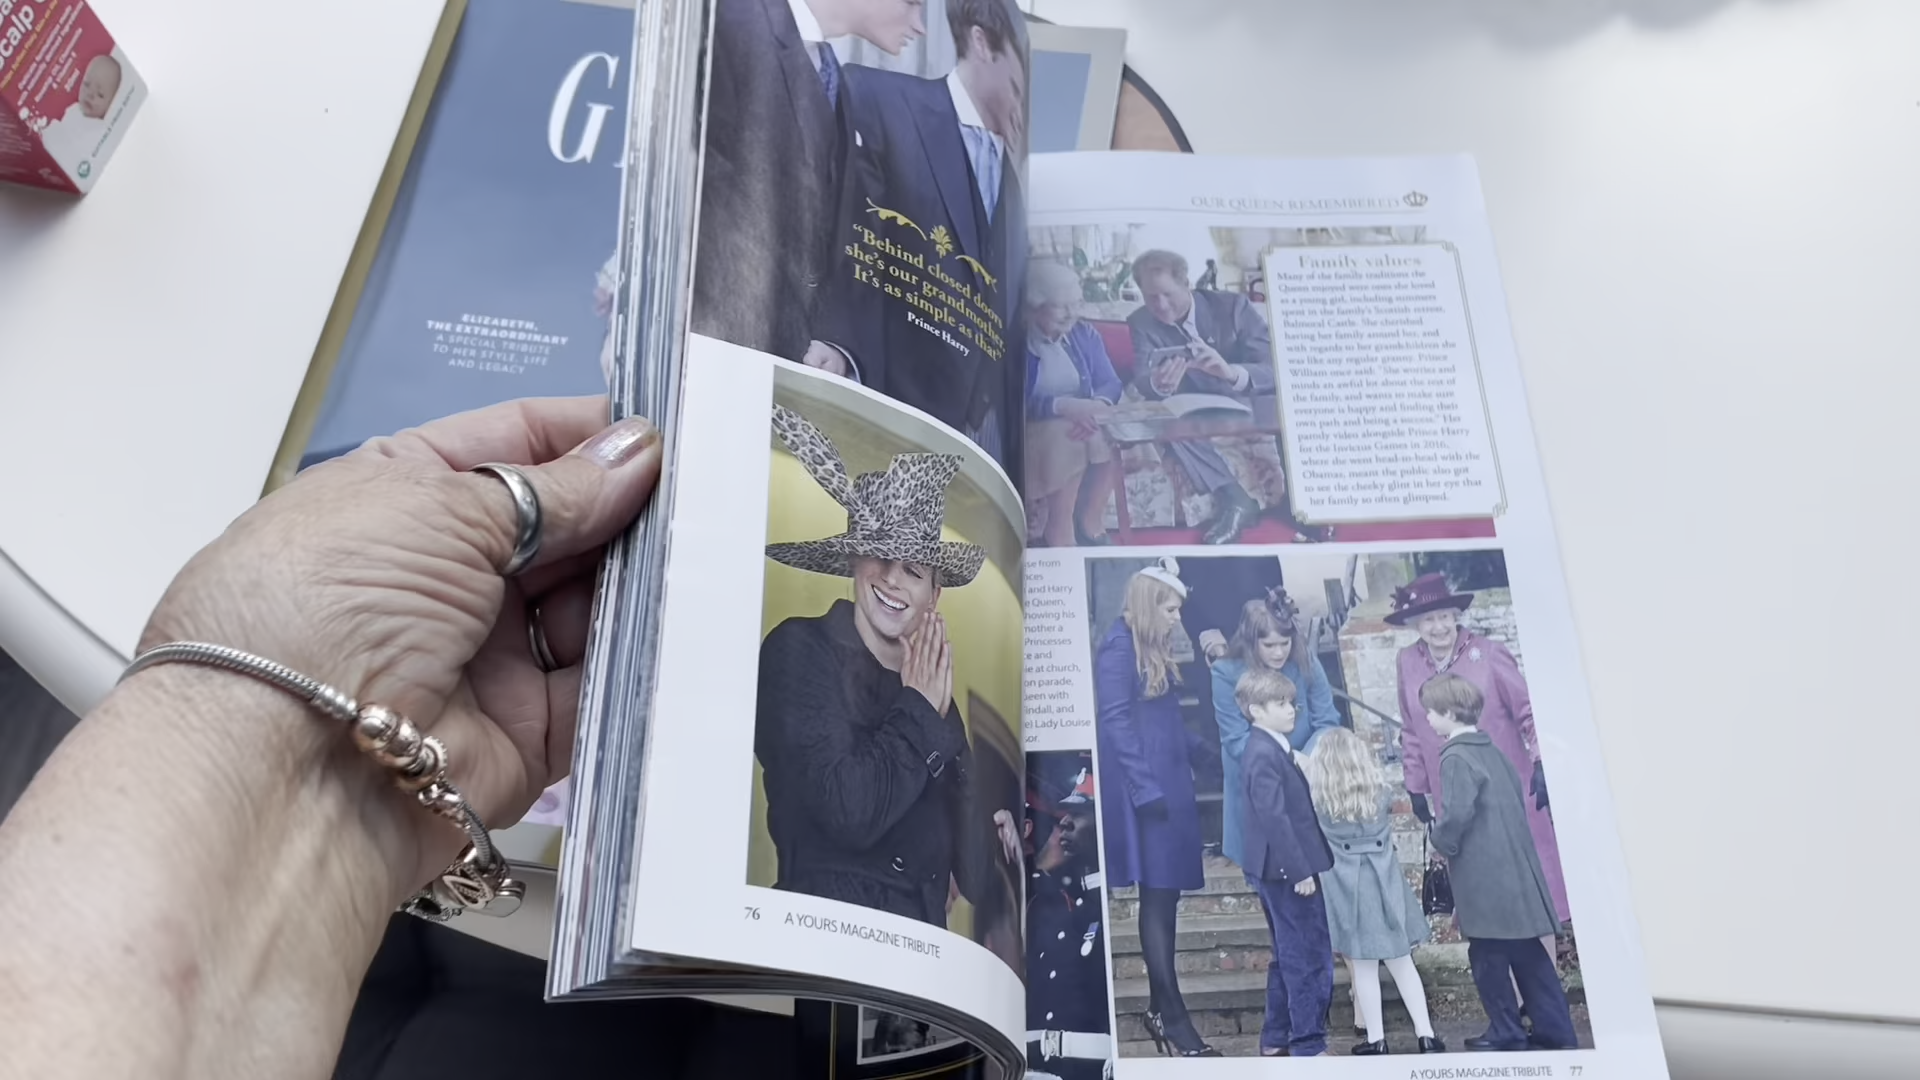 G
ELIZABETH,
THE EXTRAORDINARY
A SPECIAL TRIBUTE
TO HER STYLE, LIFE
AND LEGACY
“Behind closed doors
she’s our grandmother.
It’s as simple as that”
Prince Harry
76 A YOURS MAGAZINE TRIBUTE
OUR QUEEN REMEMBERED
Family values
Many of the family traditions the
Queen enjoyed were ones she loved
as a young girl, including summers
spent in the family's Scottish retreat,
Balmoral Castle. She cherished
having her family around her, and
with regards to her grandchildren she
was like any regular granny. Prince
William once said: "She worries and
minds an awful lot about the rest of
the family, and wants to make sure
everyone is happy and finding their
own path and being a success." Her
parody video alongside Prince Harry
for the Invictus Games in 2016,
where she went head-to-head with the
Obamas, meant the public also got
to see the cheeky glint in her eye that
her family so often glimpsed.
se from
and Harry
e Queen,
howing his
mother a
Princesses
ce and
ie at church,
on parade,
ueen with
indall, and
Lady Louise
sor.
A YOURS MAGAZINE TRIBUTE 77